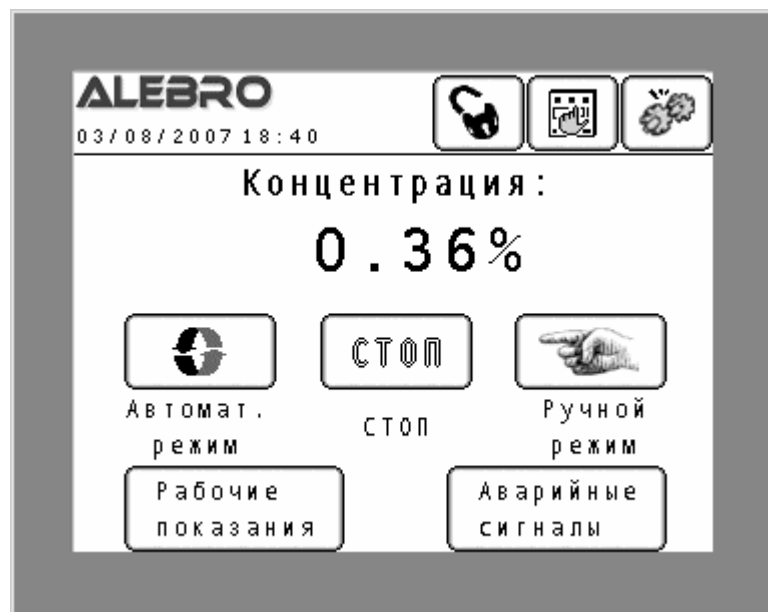 ALEBRO
03/08/2007 18:40
Концентрация:
0.36%
СТОП
Автомат.
режим
стоп
Ручной
режим
Рабочие
показания
Аварийные
сигналы